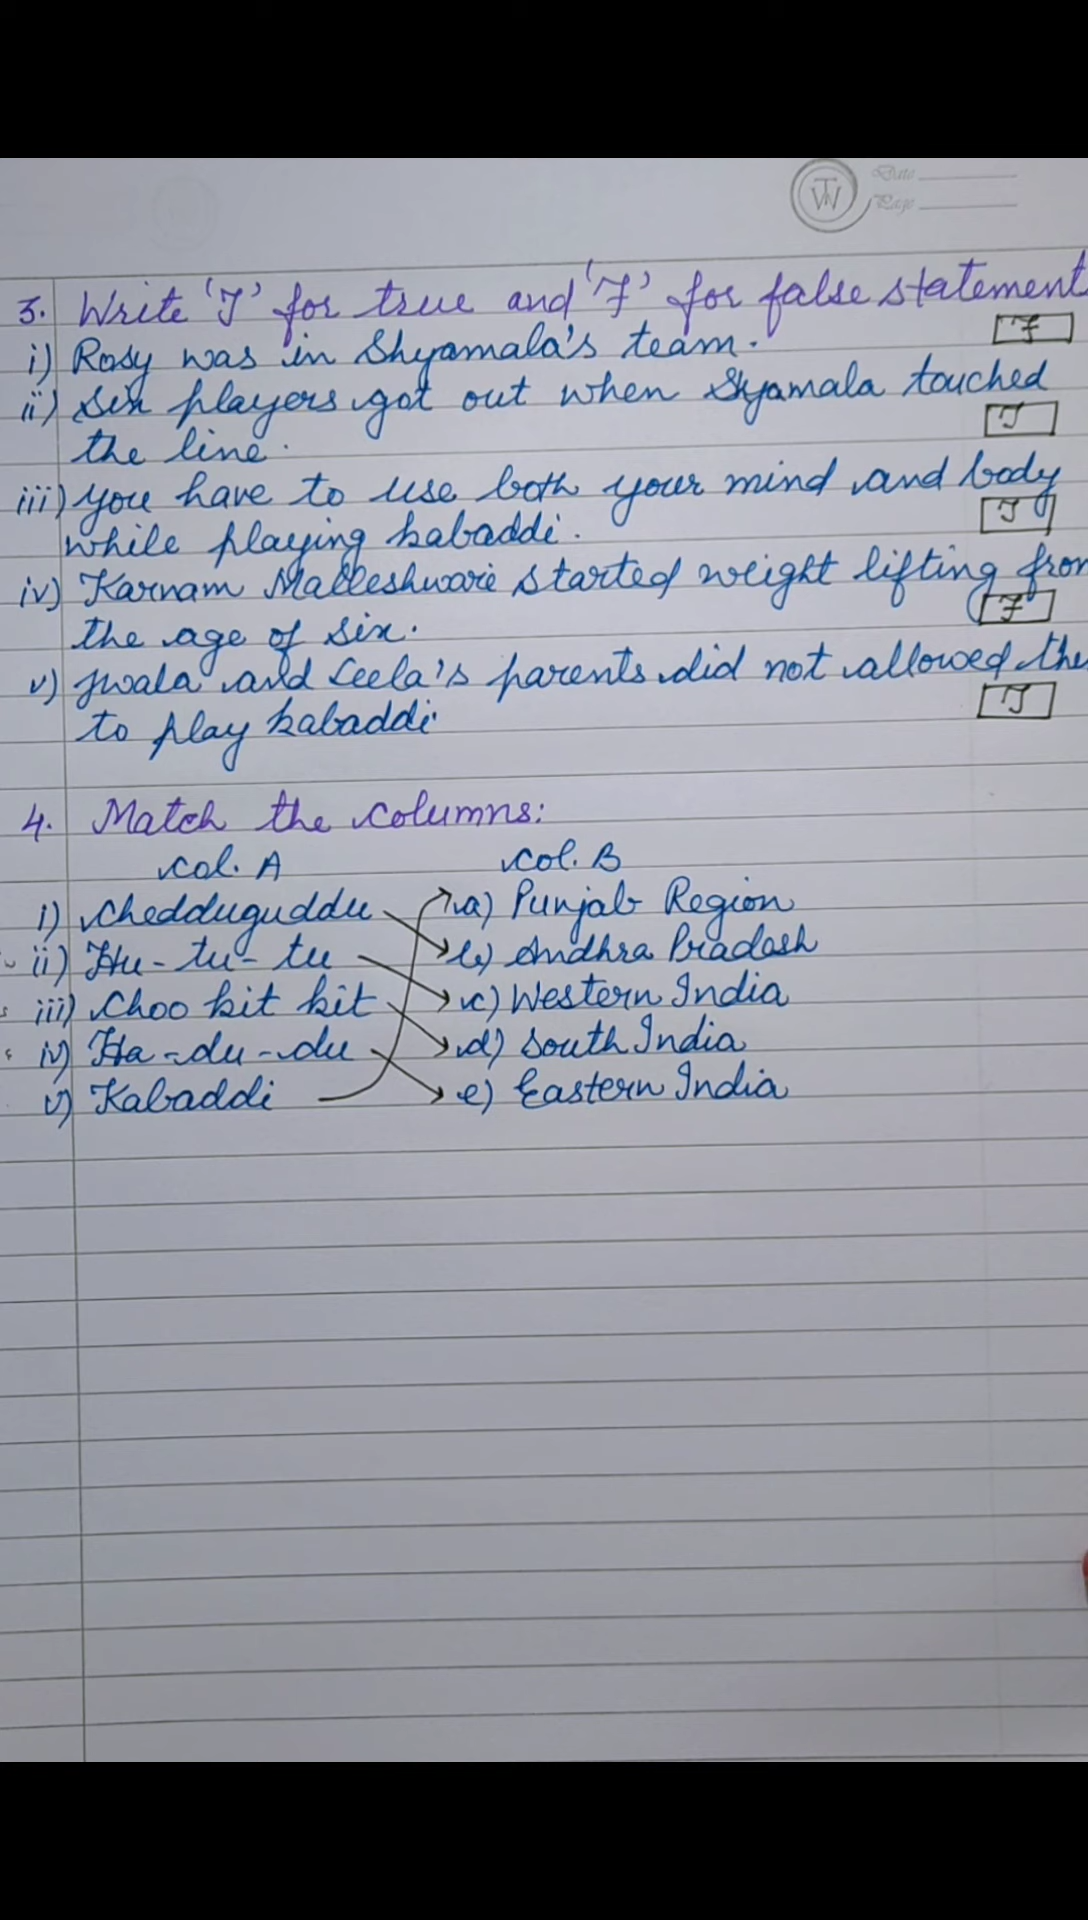 TW
Date
Page
3. Write 'T' for true and 'F' for false statement
i) Rosy was in Shyamala's team. F
ii) Six players got out when Shyamala touched
the line. T
iii) you have to use both your mind and body
while playing kabaddi. T
iv) Karnam Malleshwari started weight lifting from
the age of six. F
v) Jwala and Leela's parents did not allowed the
to play kabaddi. T
4. Match the columns:
Col. A Col. B
i) Chedduguddu a) Punjab Region
ii) Hu-tu-tu b) Andhra Pradesh
iii) Choo kit kit c) Western India
iv) Ha-du-du d) South India
v) Kabaddi e) Eastern India